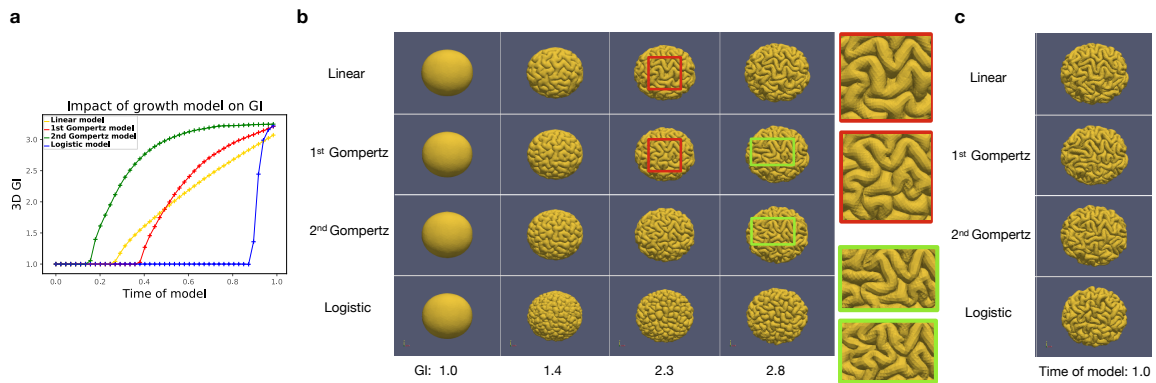 a
Impact of growth model on GI
Linear model
1st Gompertz model
2nd Gompertz model
Logistic model
3D GI
3.0
2.5
2.0
1.5
1.0
0.0 0.2 0.4 0.6 0.8 1.0
Time of model
b
Linear
1st Gompertz
2nd Gompertz
Logistic
GI: 1.0 1.4 2.3 2.8
c
Linear
1st Gompertz
2nd Gompertz
Logistic
Time of model: 1.0